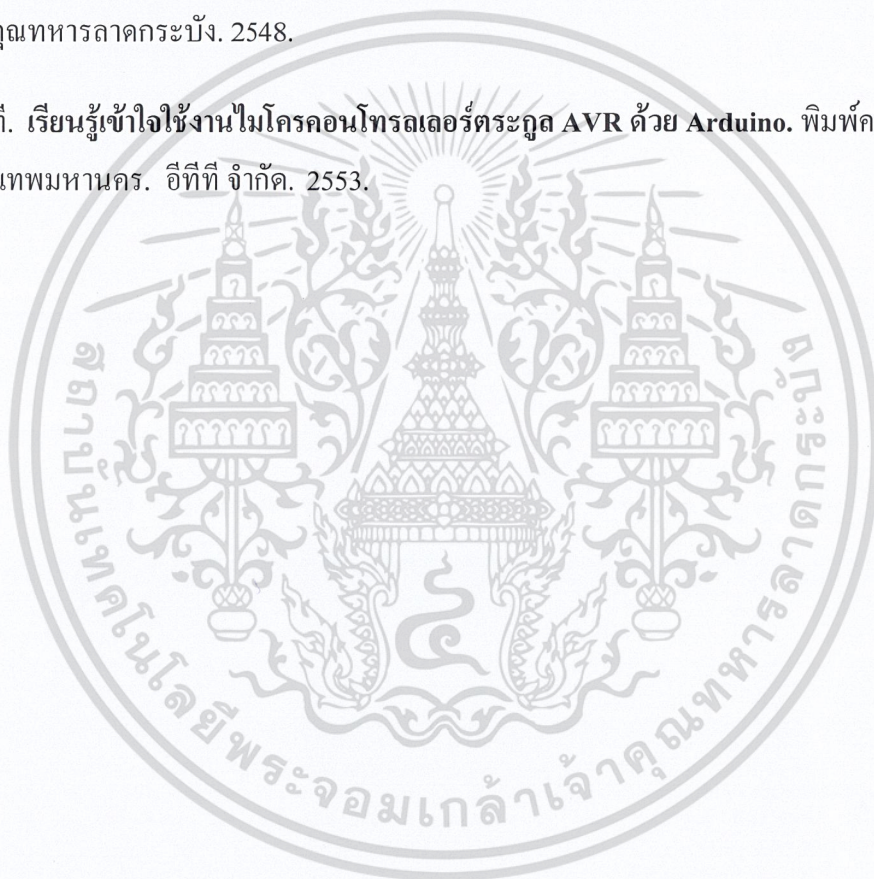 คุณทหารลาดกระบัง. 2548.
ที. เรียนรู้เข้าใจใช้งานไมโครคอนโทรลเลอร์ตระกูล AVR ด้วย Arduino. พิมพ์ค
เทพมหานคร. อีทีที จำกัด. 2553.
สถาบันเทคโนโลยีพระจอมเกล้าเจ้าคุณทหารลาดกระบัง